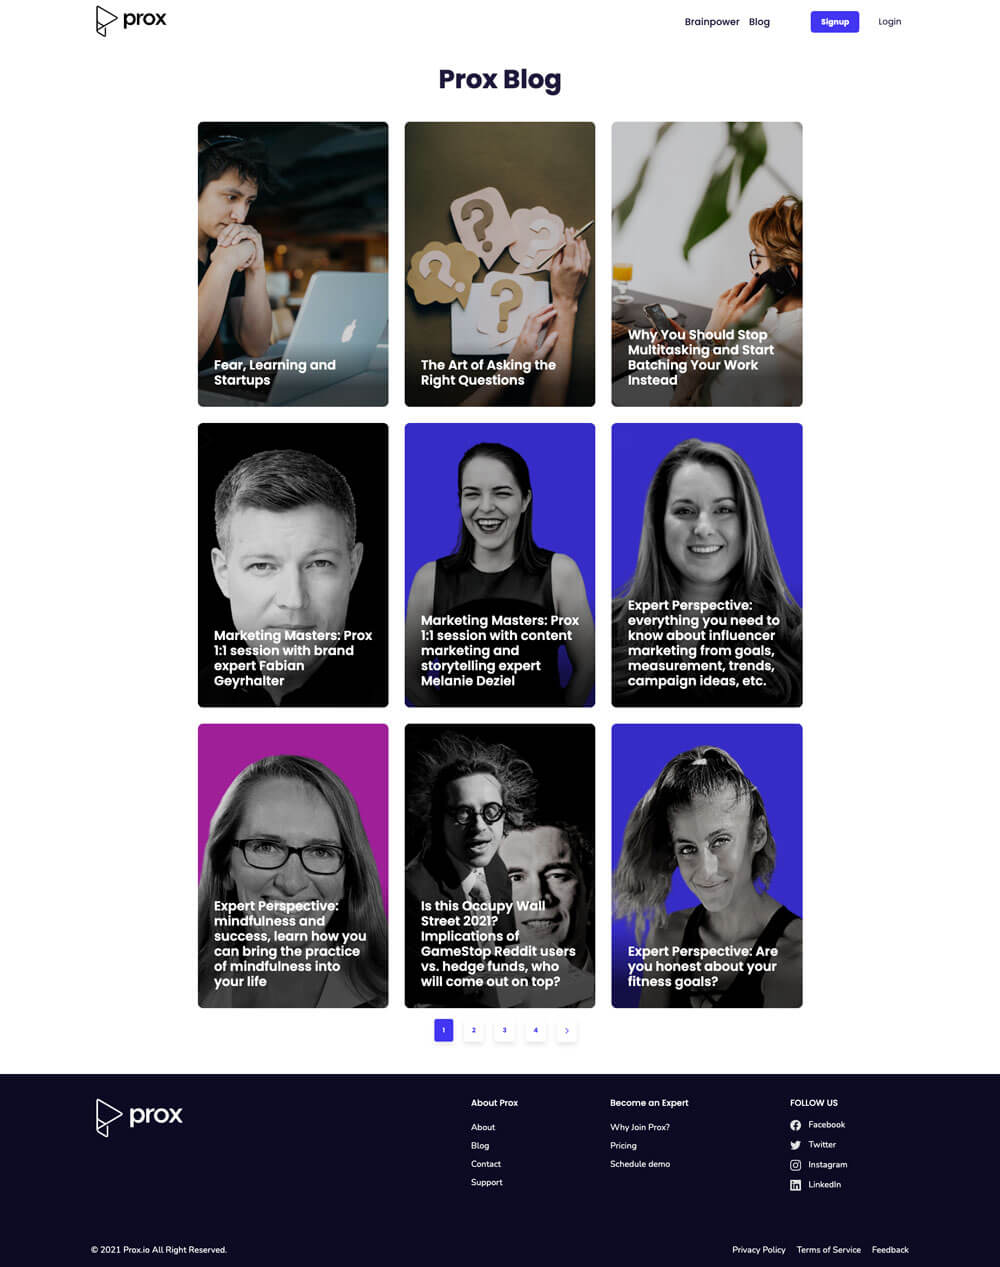 prox
Brainpower
Blog
Signup
Login
Prox Blog
Fear, Learning and
Startups
The Art of Asking the
Right Questions
Why You Should Stop
Multitasking and Start
Batching Your Work
Instead
Marketing Masters: Prox
1:1 session with brand
expert Fabian
Geyrhalter
Marketing Masters: Prox
1:1 session with content
marketing and
storytelling expert
Melanie Deziel
Expert Perspective:
everything you need to
know about influencer
marketing from goals,
measurement, trends,
campaign ideas, etc.
Expert Perspective:
mindfulness and
success, learn how you
can bring the practice
of mindfulness into
your life
Is this Occupy Wall
Street 2021?
Implications of
GameStop Reddit users
vs. hedge funds, who
will come out on top?
Expert Perspective: Are
you honest about your
fitness goals?
1
2
3
4
prox
About Prox
About
Blog
Contact
Support
Become an Expert
Why Join Prox?
Pricing
Schedule demo
FOLLOW US
Facebook
Twitter
Instagram
LinkedIn
© 2021 Prox.io All Right Reserved.
Privacy Policy
Terms of Service
Feedback